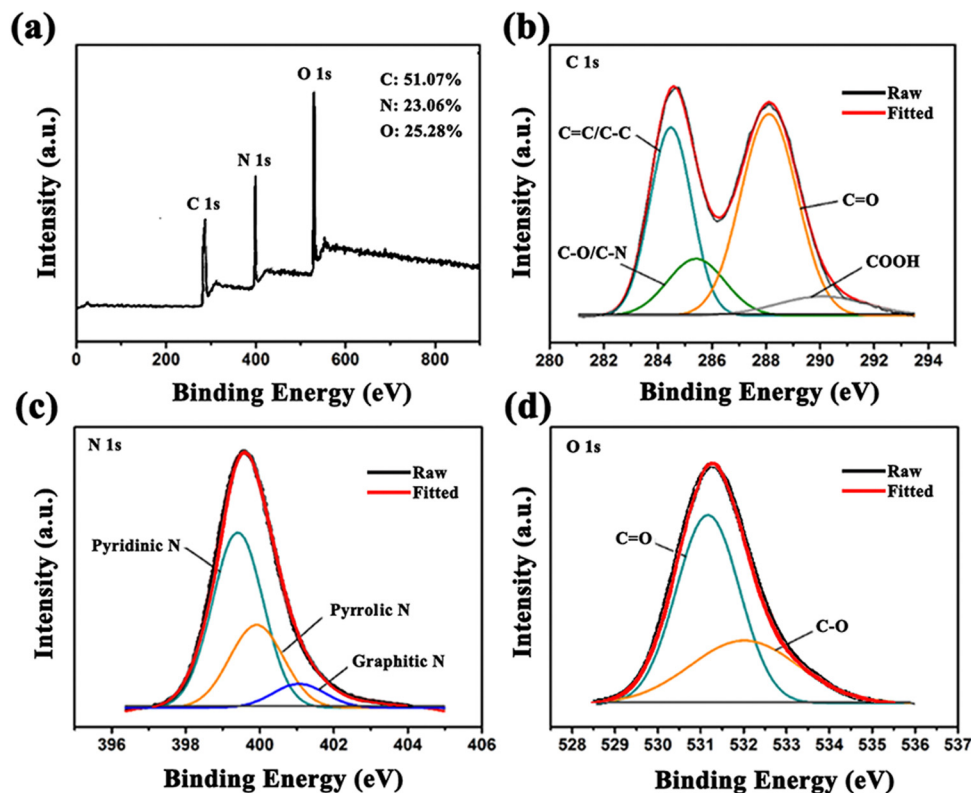 (a)
O 1s
C: 51.07%
N: 23.06%
O: 25.28%
N 1s
C 1s
Intensity (a.u.)
0 200 400 600 800
Binding Energy (eV)
(b)
C 1s
Raw
Fitted
C=C/C-C
C=O
C-O/C-N
COOH
Intensity (a.u.)
280 282 284 286 288 290 292 294
Binding Energy (eV)
(c)
N 1s
Raw
Fitted
Pyridinic N
Pyrrolic N
Graphitic N
Intensity (a.u.)
396 398 400 402 404 406
Binding Energy (eV)
(d)
O 1s
Raw
Fitted
C=O
C-O
Intensity (a.u.)
528 529 530 531 532 533 534 535 536 537
Binding Energy (eV)